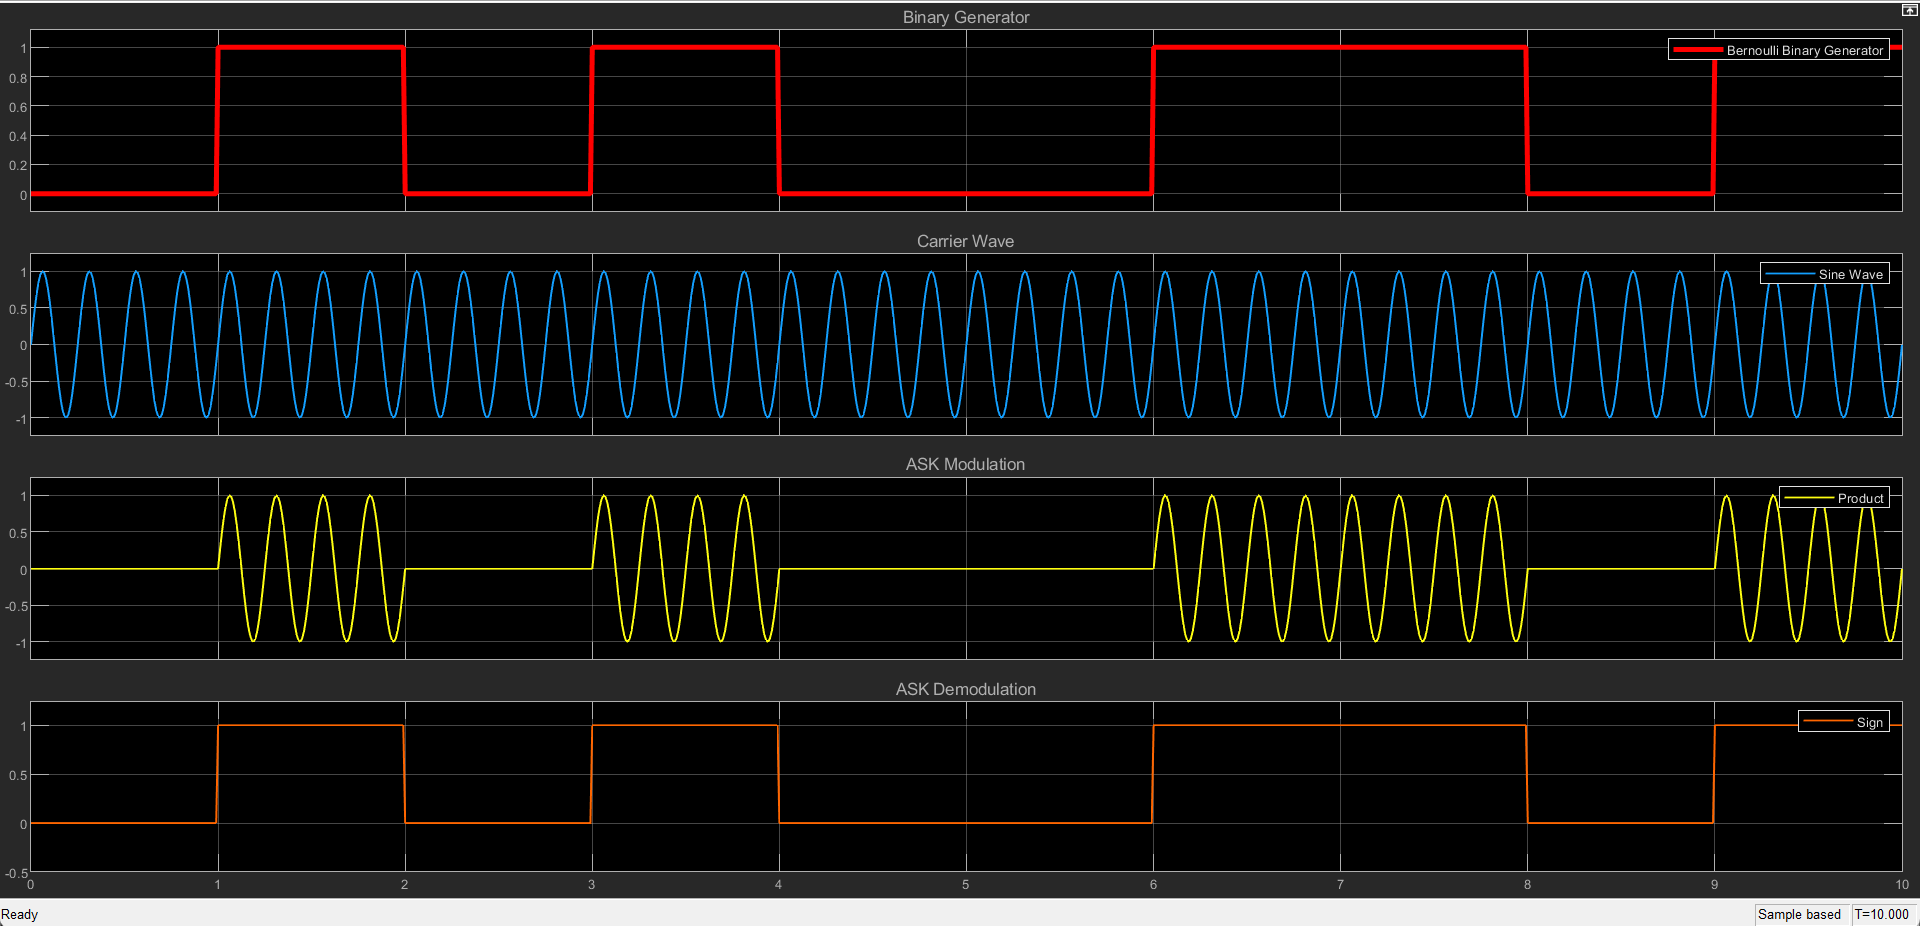 Binary Generator
Bernoulli Binary Generator
1
0.8
0.6
0.4
0.2
0
Carrier Wave
Sine Wave
1
0.5
0
-0.5
-1
ASK Modulation
Product
1
0.5
0
-0.5
-1
ASK Demodulation
Sign
1
0.5
0
-0.5
0 1 2 3 4 5 6 7 8 9 10
Ready Sample based T=10.000